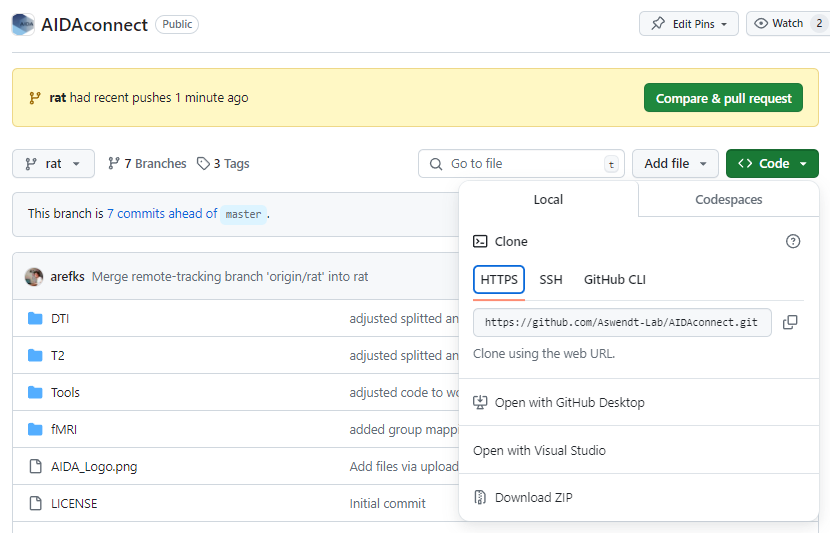 AIDAconnect Public Edit Pins Watch 2
rat had recent pushes 1 minute ago Compare & pull request
rat 7 Branches 3 Tags Go to file t Add file <> Code
Local Codespaces
This branch is 7 commits ahead of master .
Clone
arefks Merge remote-tracking branch 'origin/rat' into rat
HTTPS SSH GitHub CLI
DTI adjusted splitted an
https://github.com/Aswendt-Lab/AIDAconnect.git
Clone using the web URL.
T2 adjusted splitted an
Tools adjusted code to wo
Open with GitHub Desktop
fMRI added group mappi
Open with Visual Studio
AIDA_Logo.png Add files via upload
LICENSE Initial commit
Download ZIP